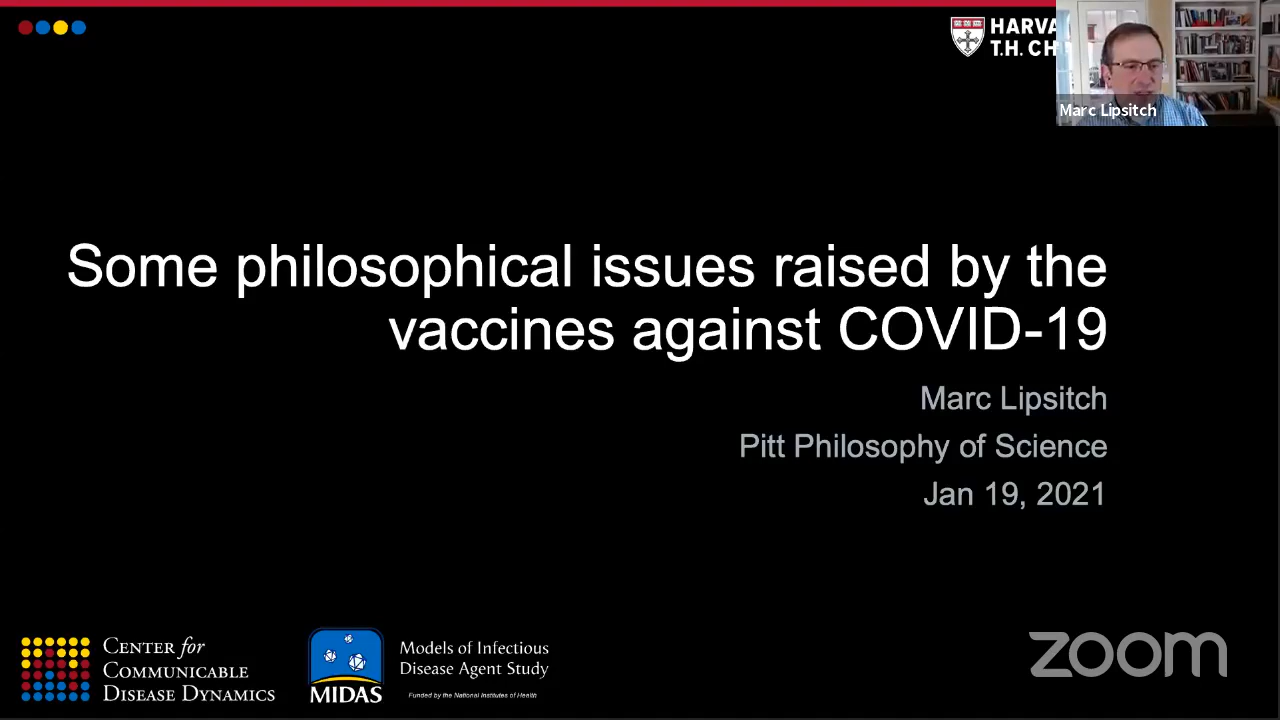 HARVA
T.H. CH
Marc Lipsitch
Some philosophical issues raised by the
vaccines against COVID-19
Marc Lipsitch
Pitt Philosophy of Science
Jan 19, 2021
CENTER for
COMMUNICABLE
DISEASE DYNAMICS
MIDAS
Models of Infectious
Disease Agent Study
Funded by the National Institutes of Health
zoom